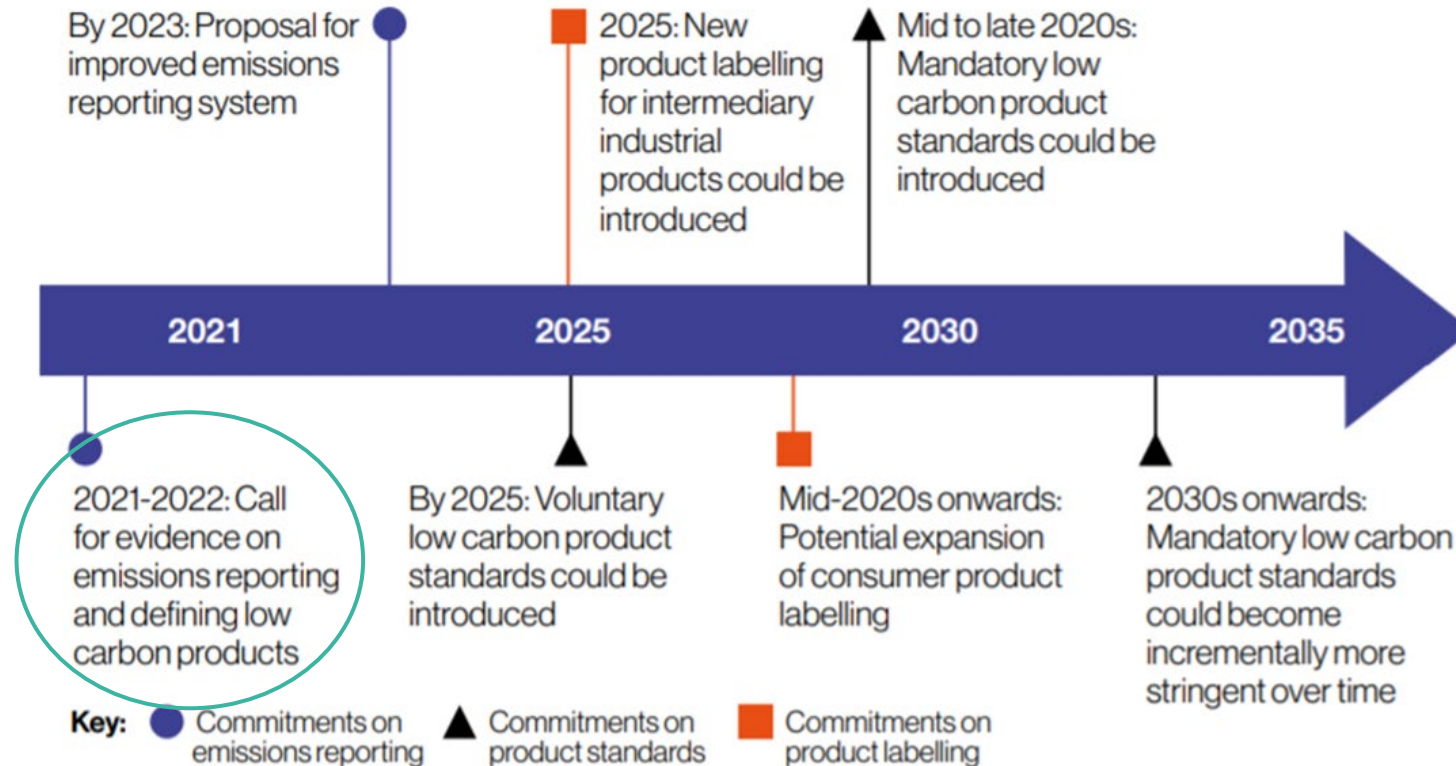 By 2023: Proposal for
improved emissions
reporting system
2025: New
product labelling
for intermediary
industrial
products could be
introduced
Mid to late 2020s:
Mandatory low
carbon product
standards could be
introduced
2021
2025
2030
2035
2021-2022: Call
for evidence on
emissions reporting
and defining low
carbon products
By 2025: Voluntary
low carbon product
standards could be
introduced
Mid-2020s onwards:
Potential expansion
of consumer product
labelling
2030s onwards:
Mandatory low carbon
product standards
could become
incrementally more
stringent over time
Key:
Commitments on
emissions reporting
Commitments on
product standards
Commitments on
product labelling